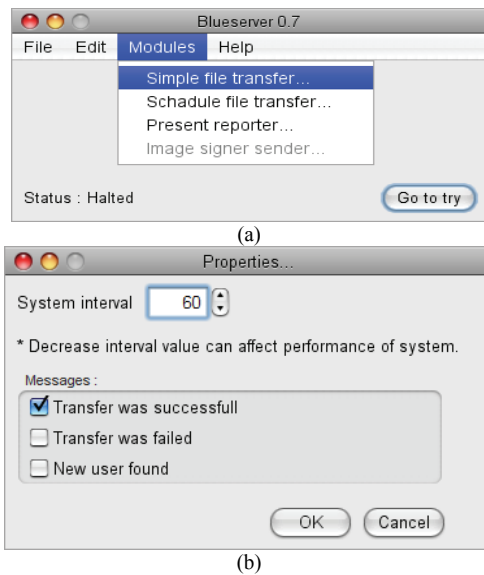 Blueserver 0.7
File Edit Modules Help
Simple file transfer...
Schadule file transfer...
Present reporter...
Image signer sender...
Status : Halted Go to try
(a)
Properties...
System interval 60
* Decrease interval value can affect performance of system.
Messages :
Transfer was successfull
Transfer was failed
New user found
OK Cancel
(b)